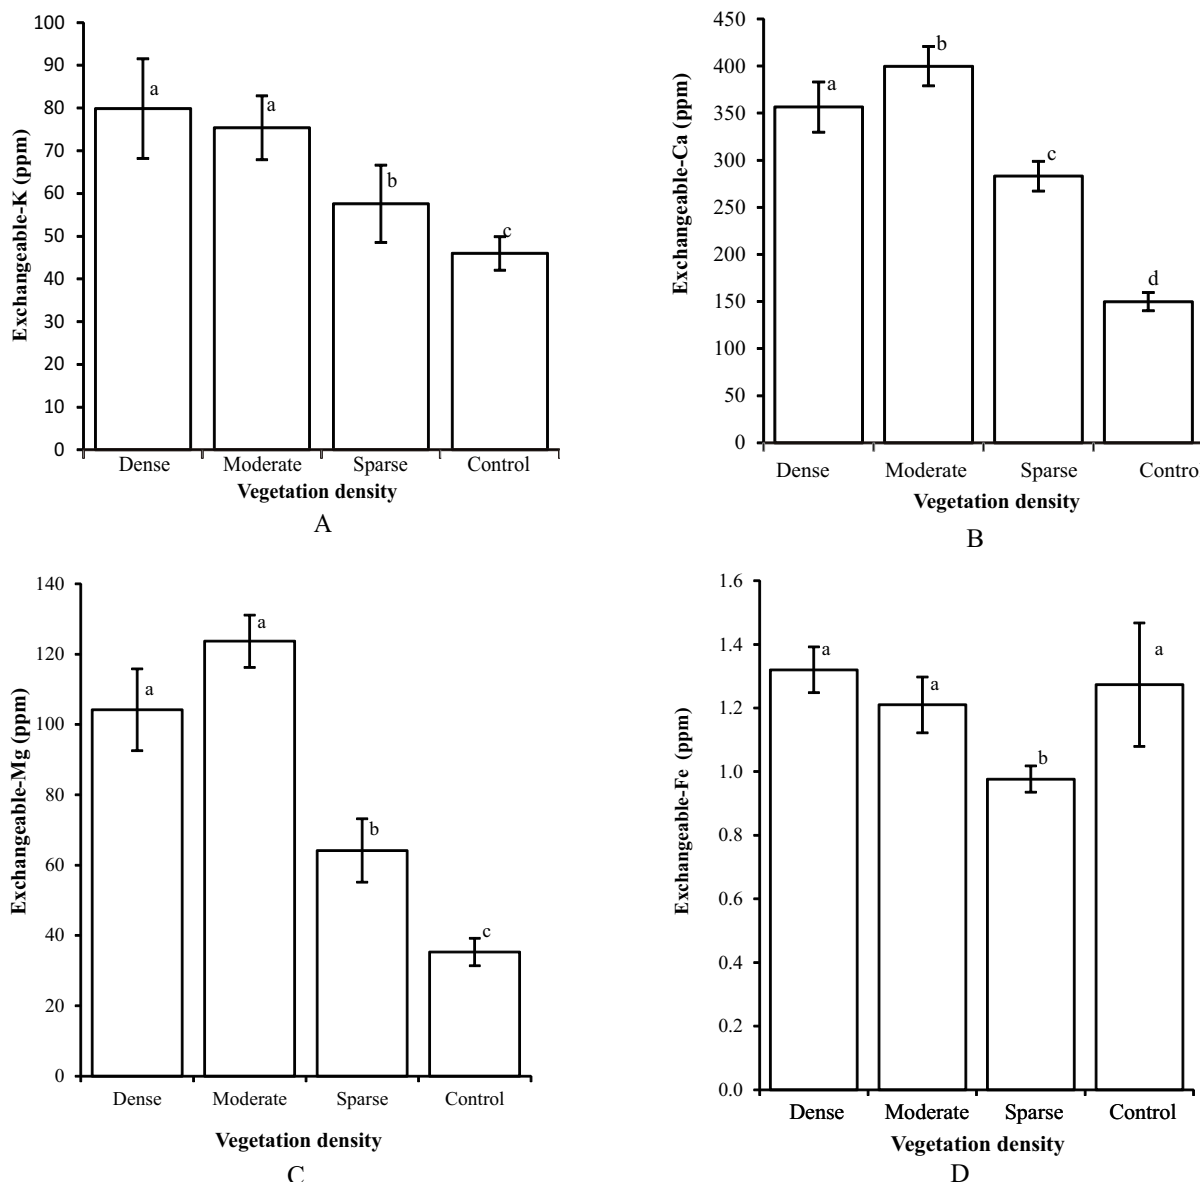 Exchangeable-K (ppm)
100
90
80
70
60
50
40
30
20
10
0
a
a
b
c
Dense Moderate Sparse Control
Vegetation density
A
Exchangeable-Ca (ppm)
450
400
350
300
250
200
150
100
50
0
a
b
c
d
Dense Moderate Sparse Contro
Vegetation density
B
Exchangeable-Mg (ppm)
140
120
100
80
60
40
20
0
a
a
b
c
Dense Moderate Sparse Control
Vegetation density
C
Exchangeable-Fe (ppm)
1.6
1.4
1.2
1.0
0.8
0.6
0.4
0.2
0.0
a
a
b
a
Dense Moderate Sparse Control
Vegetation density
D